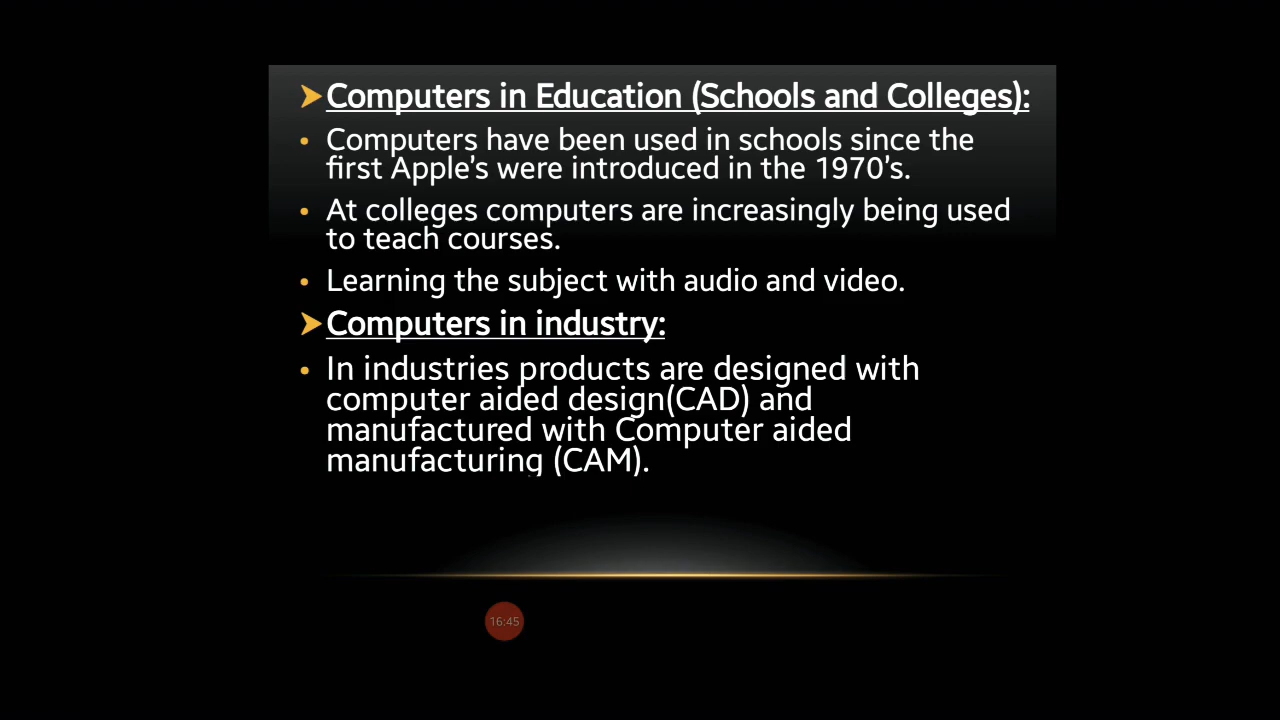 ➤Computers in Education (Schools and Colleges):
• Computers have been used in schools since the
first Apple’s were introduced in the 1970’s.
• At colleges computers are increasingly being used
to teach courses.
• Learning the subject with audio and video.
➤Computers in industry:
• In industries products are designed with
computer aided design(CAD) and
manufactured with Computer aided
manufacturing (CAM).
16:45